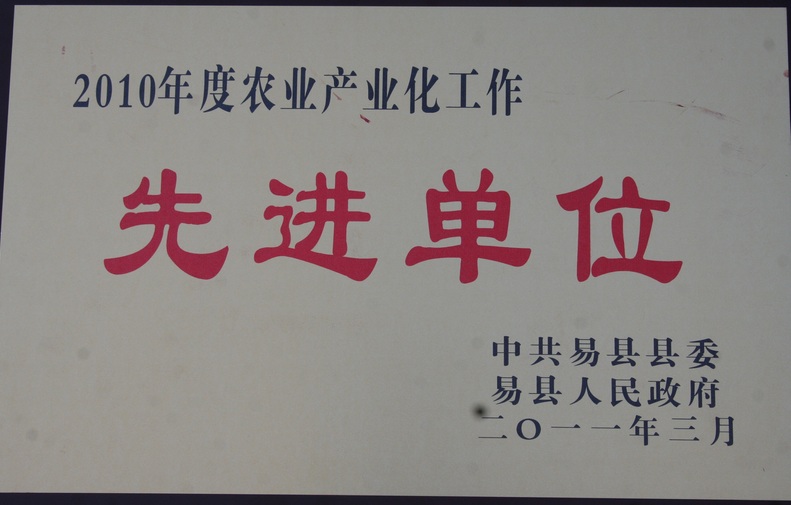 2010年度农业产业化工作
先进单位
中共易县县委
易县人民政府
二〇一一年三月